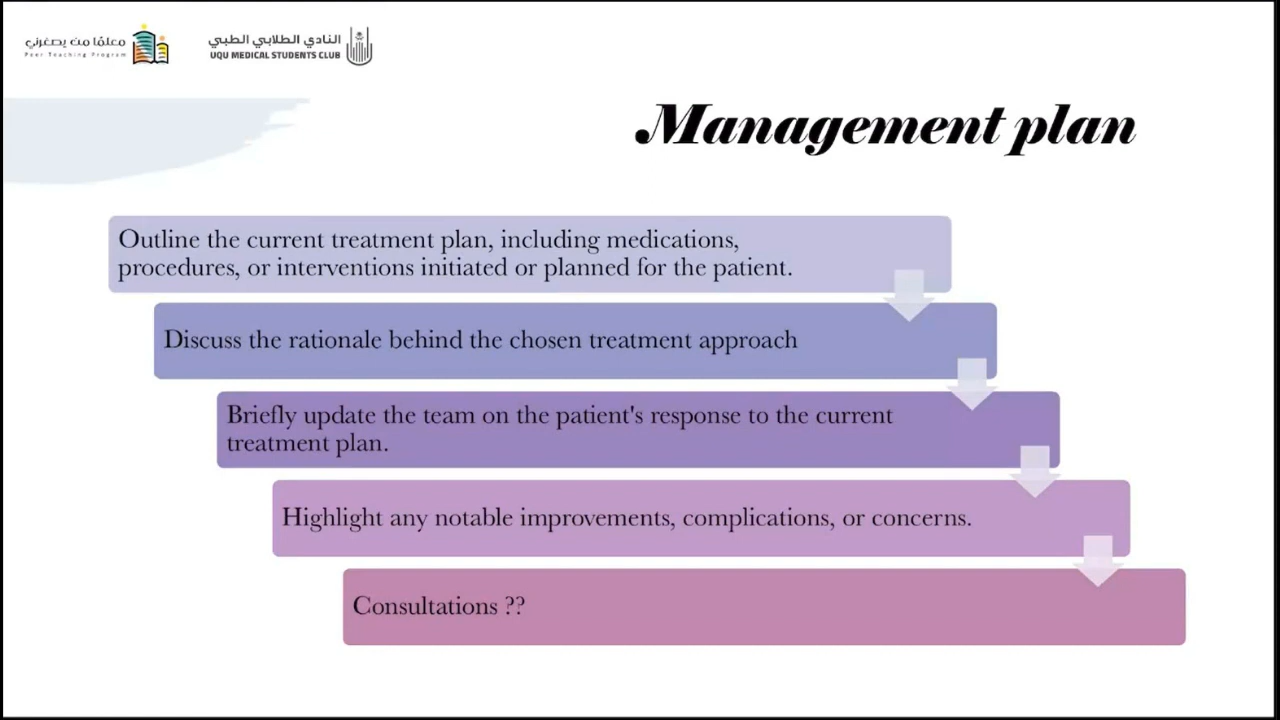 معلمًا من يصغرني
Peer Teaching Program
النادي الطلابي الطبي
UQU MEDICAL STUDENTS CLUB
Management plan
Outline the current treatment plan, including medications,
procedures, or interventions initiated or planned for the patient.
Discuss the rationale behind the chosen treatment approach
Briefly update the team on the patient's response to the current
treatment plan.
Highlight any notable improvements, complications, or concerns.
Consultations ??